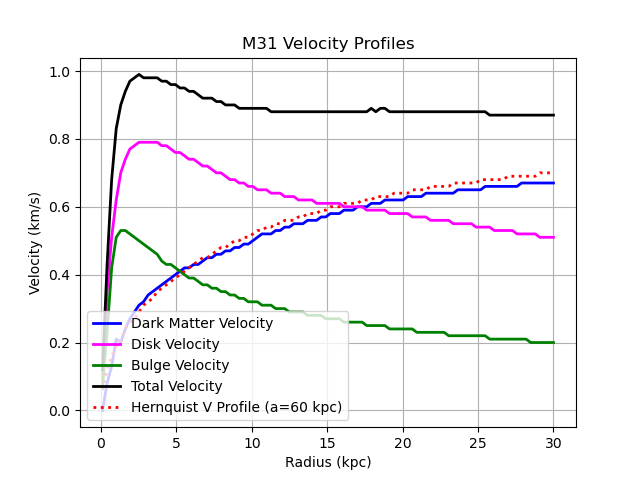 M31 Velocity Profiles
Velocity (km/s)
1.0
0.8
0.6
0.4
0.2
0.0
Dark Matter Velocity
Disk Velocity
Bulge Velocity
Total Velocity
Hernquist V Profile (a=60 kpc)
0 5 10 15 20 25 30
Radius (kpc)